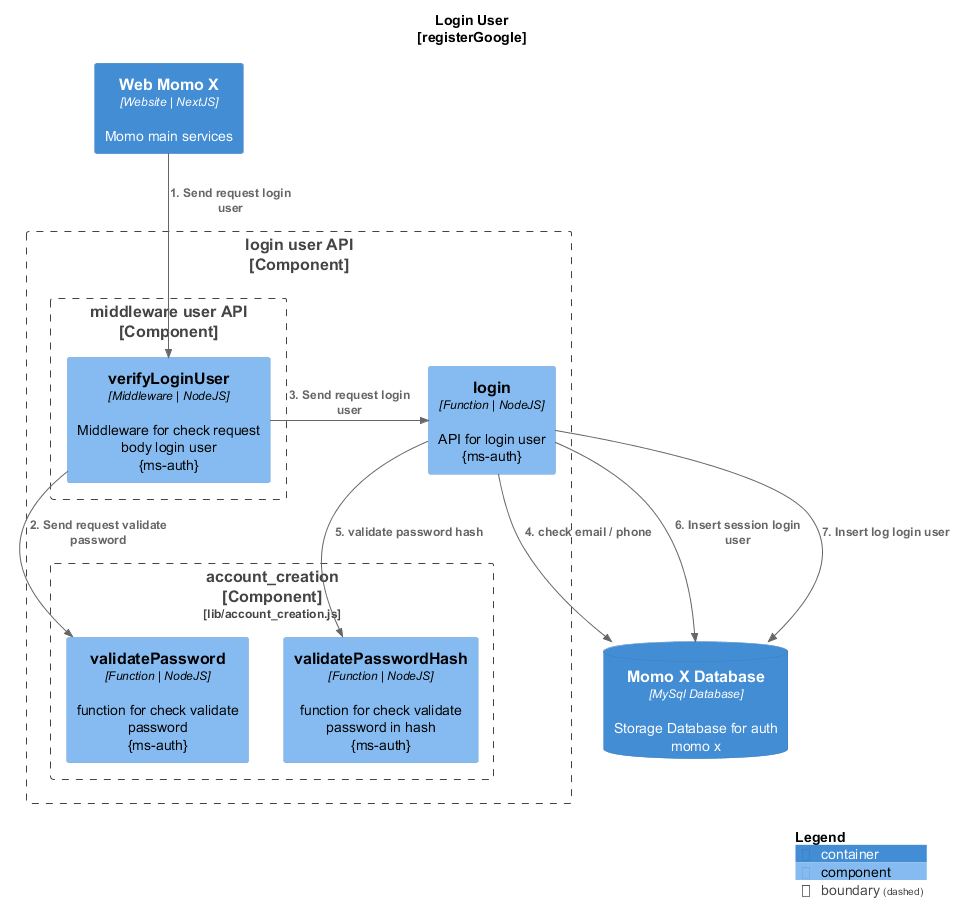 Login User
[registerGoogle]
Web Momo X
[Website | NextJS]
Momo main services
1. Send request login
user
login user API
[Component]
middleware user API
[Component]
verifyLoginUser
[Middleware | NodeJS]
Middleware for check request
body login user
{ms-auth}
3. Send request login
user
login
[Function | NodeJS]
API for login user
{ms-auth}
2. Send request validate
password
5. validate password hash
4. check email / phone
6. Insert session login
user
7. Insert log login user
account_creation
[Component]
[lib/account_creation.js]
validatePassword
[Function | NodeJS]
function for check validate
password
{ms-auth}
validatePasswordHash
[Function | NodeJS]
function for check validate
password in hash
{ms-auth}
Momo X Database
[MySql Database]
Storage Database for auth
momo x
Legend
container
component
boundary (dashed)